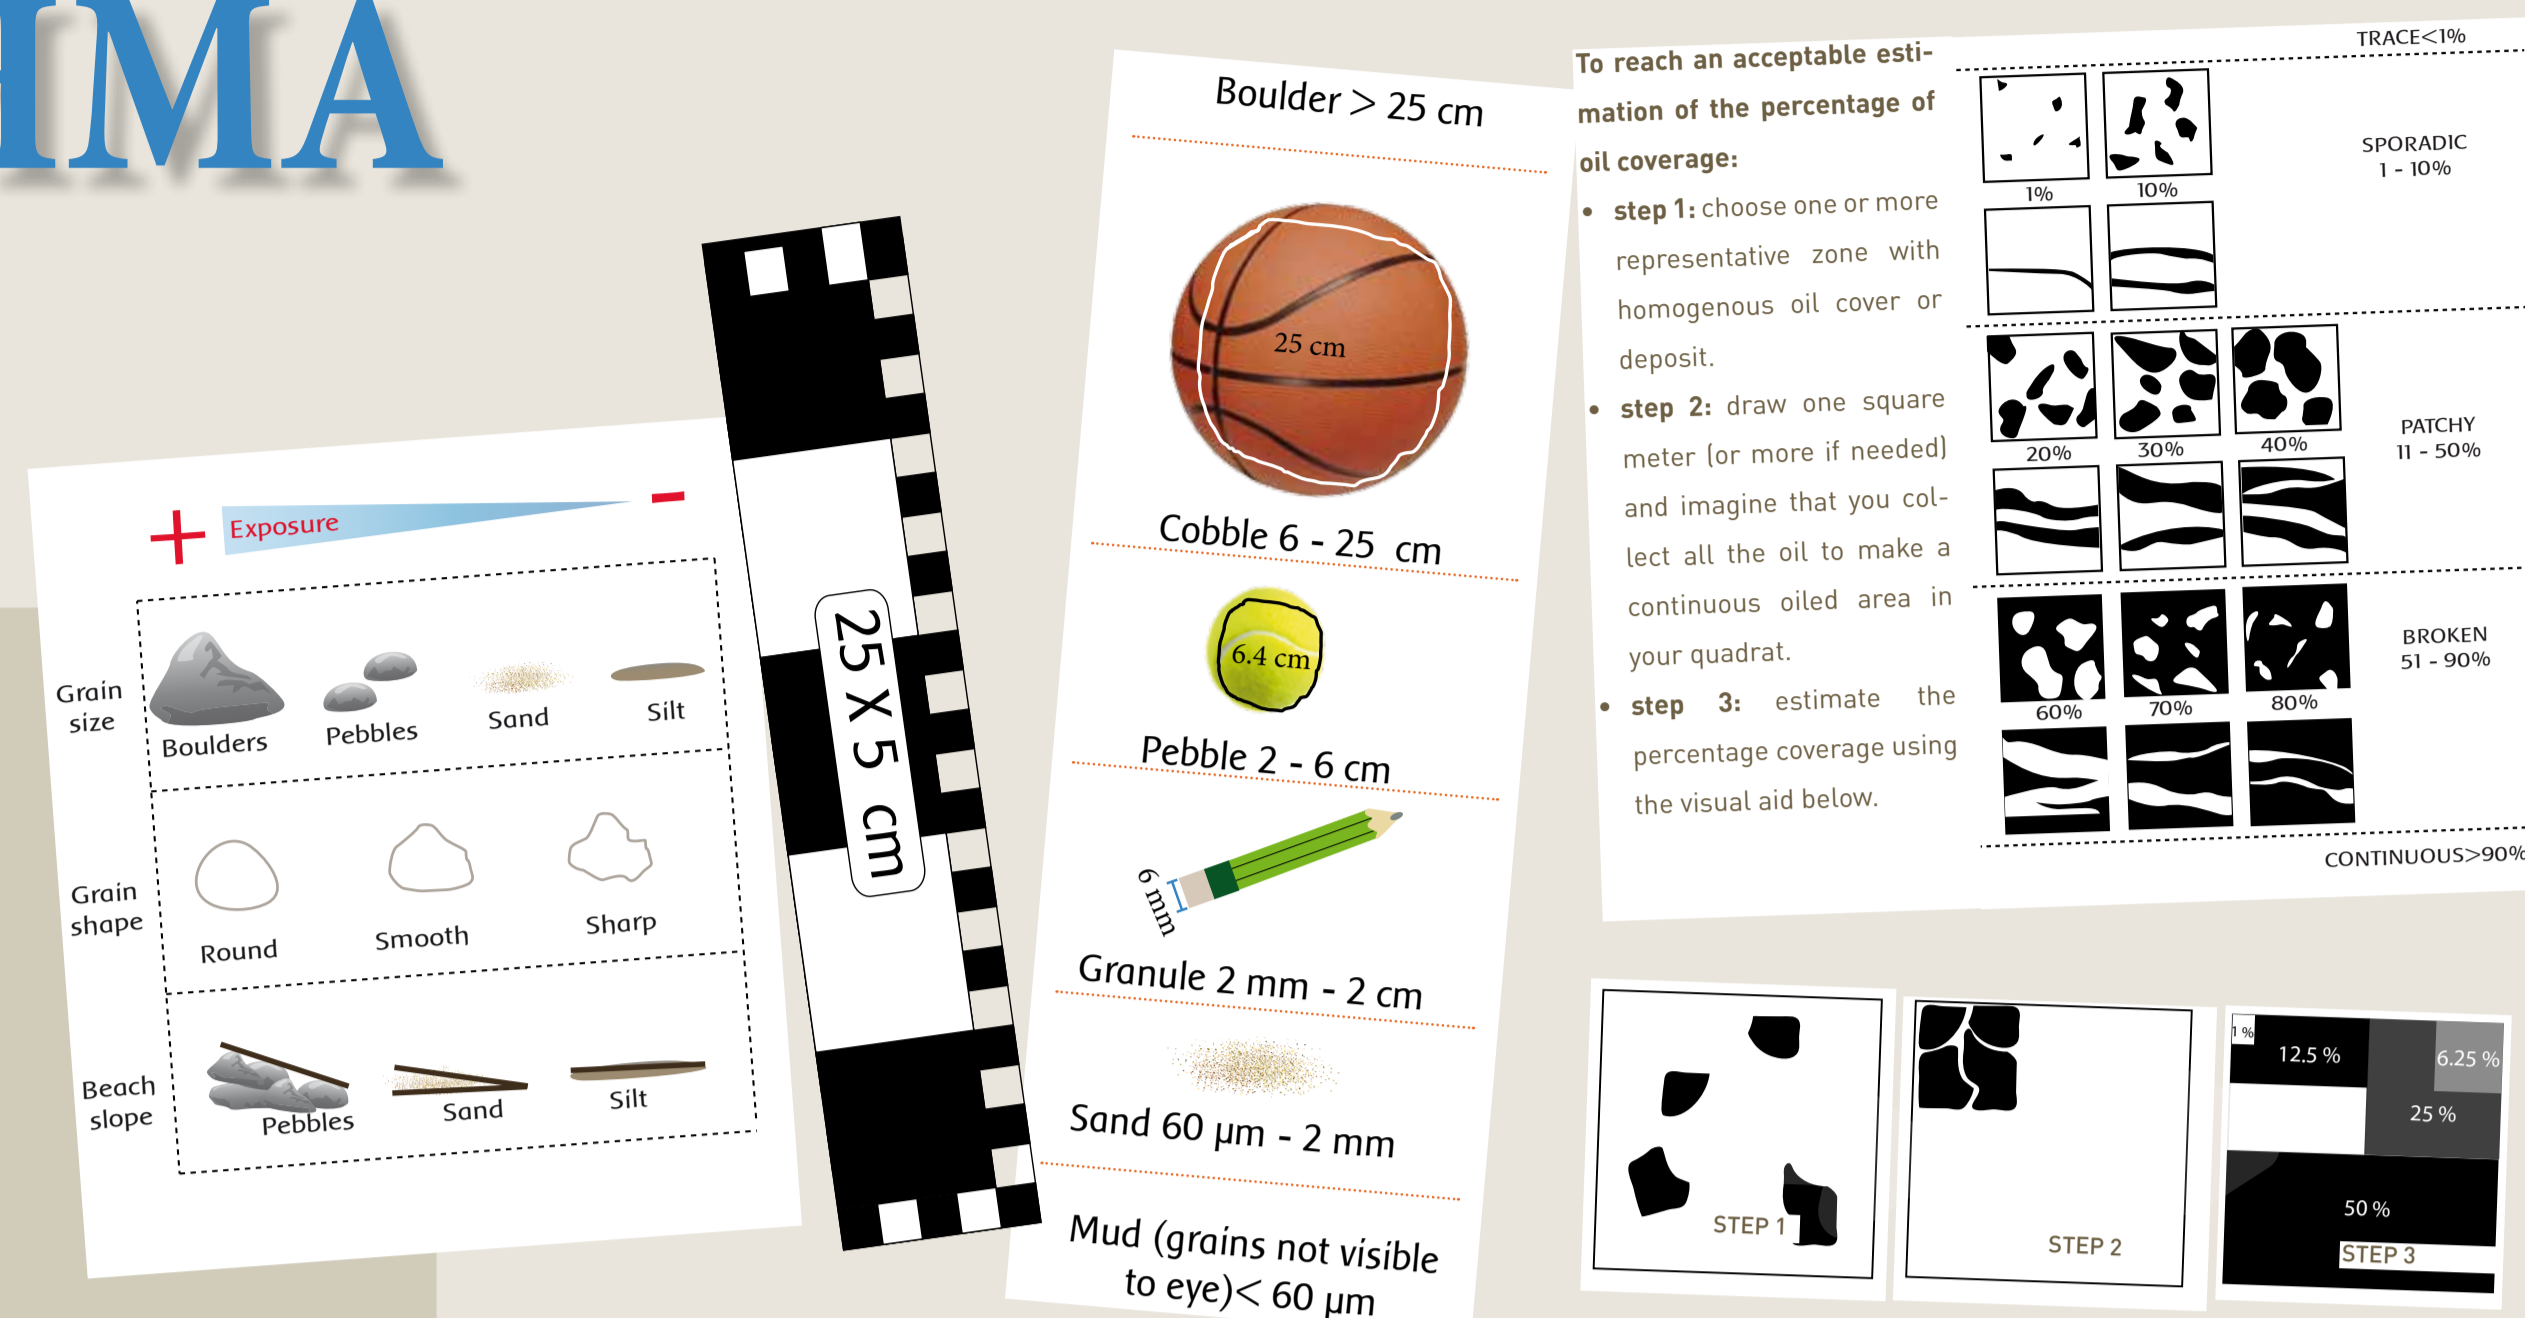 HMA
Exposure
Grain
size
Boulders
Pebbles
Sand
Silt
Grain
shape
Round
Smooth
Sharp
Beach
slope
Pebbles
Sand
Silt
25 X 5 cm
Boulder > 25 cm
25 cm
Cobble 6 - 25 cm
6.4 cm
Pebble 2 - 6 cm
6 mm
Granule 2 mm - 2 cm
Sand 60 µm - 2 mm
Mud (grains not visible
to eye)< 60 µm
To reach an acceptable esti-
mation of the percentage of
oil coverage:
• step 1: choose one or more
representative zone with
homogenous oil cover or
deposit.
• step 2: draw one square
meter (or more if needed)
and imagine that you col-
lect all the oil to make a
continuous oiled area in
your quadrat.
• step 3: estimate the
percentage coverage using
the visual aid below.
TRACE<1%
1%
10%
SPORADIC
1 - 10%
20%
30%
40%
PATCHY
11 - 50%
60%
70%
80%
BROKEN
51 - 90%
CONTINUOUS>90%
STEP 1
STEP 2
1 %
12.5 %
6.25 %
25 %
50 %
STEP 3